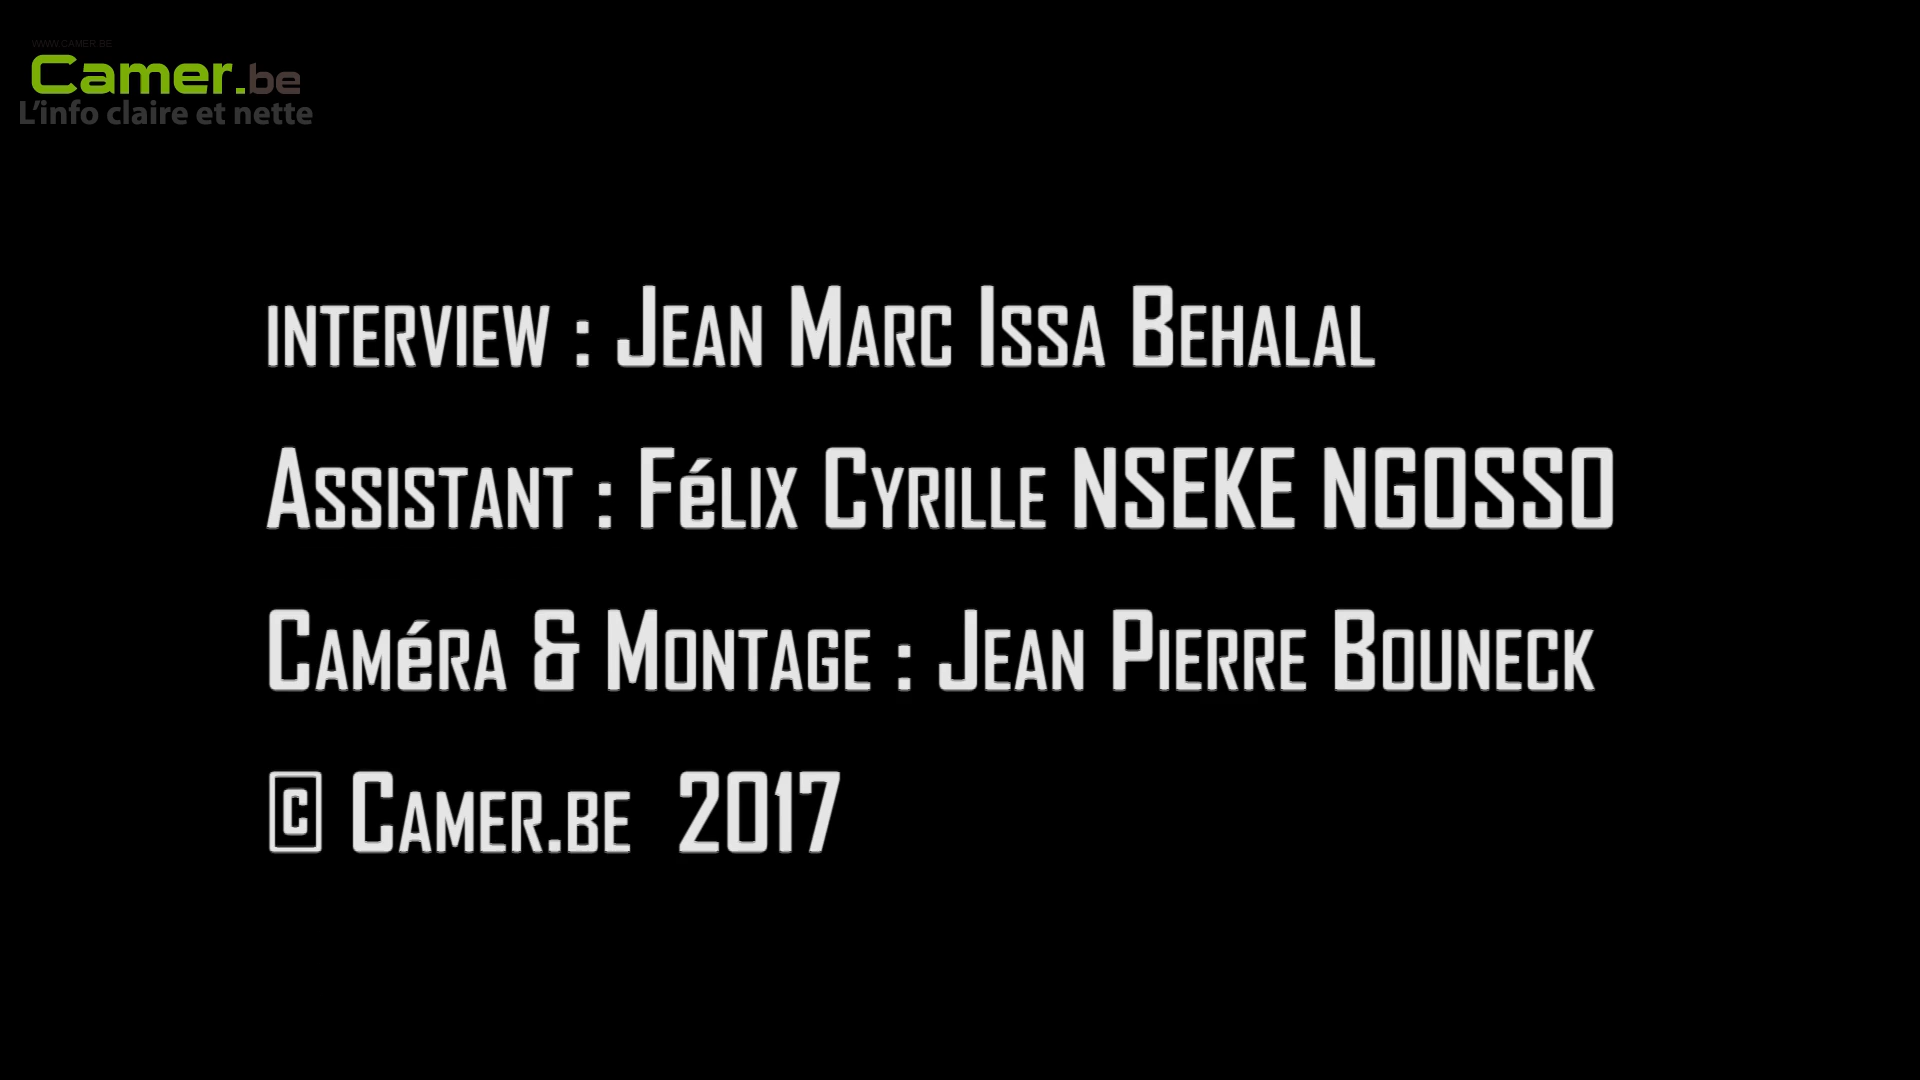 WWW.CAMER.BE
Camer.be
L'info claire et nette
interview : Jean Marc Issa Behalal
Assistant : Félix Cyrille NSEKE NGOSSO
Caméra & Montage : Jean Pierre Bouneck
© Camer.be 2017